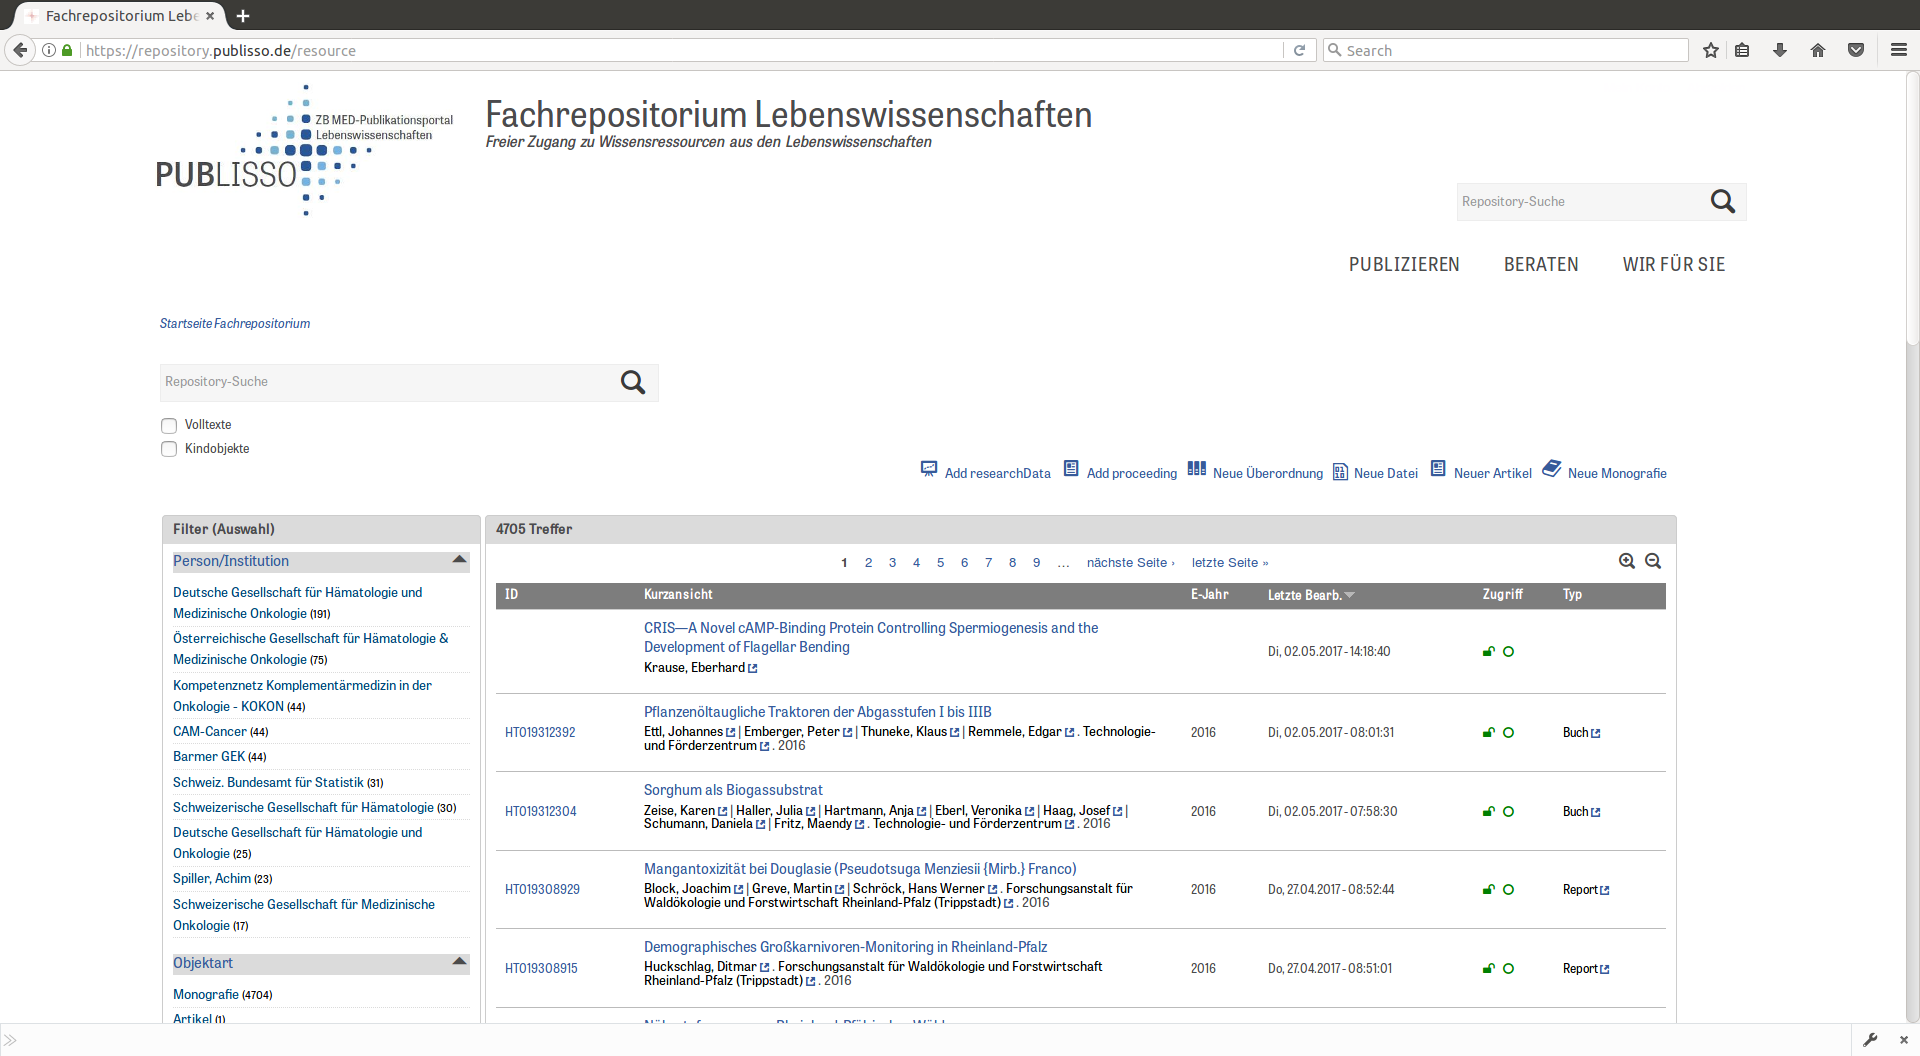 Fachrepositorium Lebe
https://repository.publisso.de/resource
Search
ZB MED-Publikationsportal
Lebenswissenschaften
PUBLISSO
Fachrepositorium Lebenswissenschaften
Freier Zugang zu Wissensressourcen aus den Lebenswissenschaften
Repository-Suche
PUBLIZIEREN BERATEN WIR FÜR SIE
Startseite Fachrepositorium
Repository-Suche
Volltexte
Kindobjekte
Add researchData Add proceeding Neue Überordnung Neue Datei Neuer Artikel Neue Monografie
Filter (Auswahl)
Person/Institution
Deutsche Gesellschaft für Hämatologie und
Medizinische Onkologie (191)
Österreichische Gesellschaft für Hämatologie &
Medizinische Onkologie (75)
Kompetenznetz Komplementärmedizin in der
Onkologie - KOKON (44)
CAM-Cancer (44)
Barmer GEK (44)
Schweiz. Bundesamt für Statistik (31)
Schweizerische Gesellschaft für Hämatologie (30)
Deutsche Gesellschaft für Hämatologie und
Onkologie (25)
Spiller, Achim (23)
Schweizerische Gesellschaft für Medizinische
Onkologie (17)
Objektart
Monografie (4704)
Artikel (1)
4705 Treffer
1 2 3 4 5 6 7 8 9 … nächste Seite › letzte Seite »
ID Kurzansicht E-Jahr Letzte Bearb. Zugriff Typ
CRIS—A Novel cAMP-Binding Protein Controlling Spermiogenesis and the
Development of Flagellar Bending
Krause, Eberhard
Di, 02.05.2017 - 14:18:40
Pflanzenöltaugliche Traktoren der Abgasstufen I bis IIIB
HT019312392 Ettl, Johannes | Emberger, Peter | Thuneke, Klaus | Remmele, Edgar . Technologie-
und Förderzentrum . 2016
2016 Di, 02.05.2017 - 08:01:31 Buch
Sorghum als Biogassubstrat
HT019312304 Zeise, Karen | Haller, Julia | Hartmann, Anja | Eberl, Veronika | Haag, Josef |
Schumann, Daniela | Fritz, Maendy . Technologie- und Förderzentrum . 2016
2016 Di, 02.05.2017 - 07:58:30 Buch
Mangantoxizität bei Douglasie (Pseudotsuga Menziesii {Mirb.} Franco)
HT019308929 Block, Joachim | Greve, Martin | Schröck, Hans Werner . Forschungsanstalt für
Waldökologie und Forstwirtschaft Rheinland-Pfalz (Trippstadt) . 2016
2016 Do, 27.04.2017 - 08:52:44 Report
Demographisches Großkarnivoren-Monitoring in Rheinland-Pfalz
HT019308915 Huckschlag, Ditmar . Forschungsanstalt für Waldökologie und Forstwirtschaft
Rheinland-Pfalz (Trippstadt) . 2016
2016 Do, 27.04.2017 - 08:51:01 Report